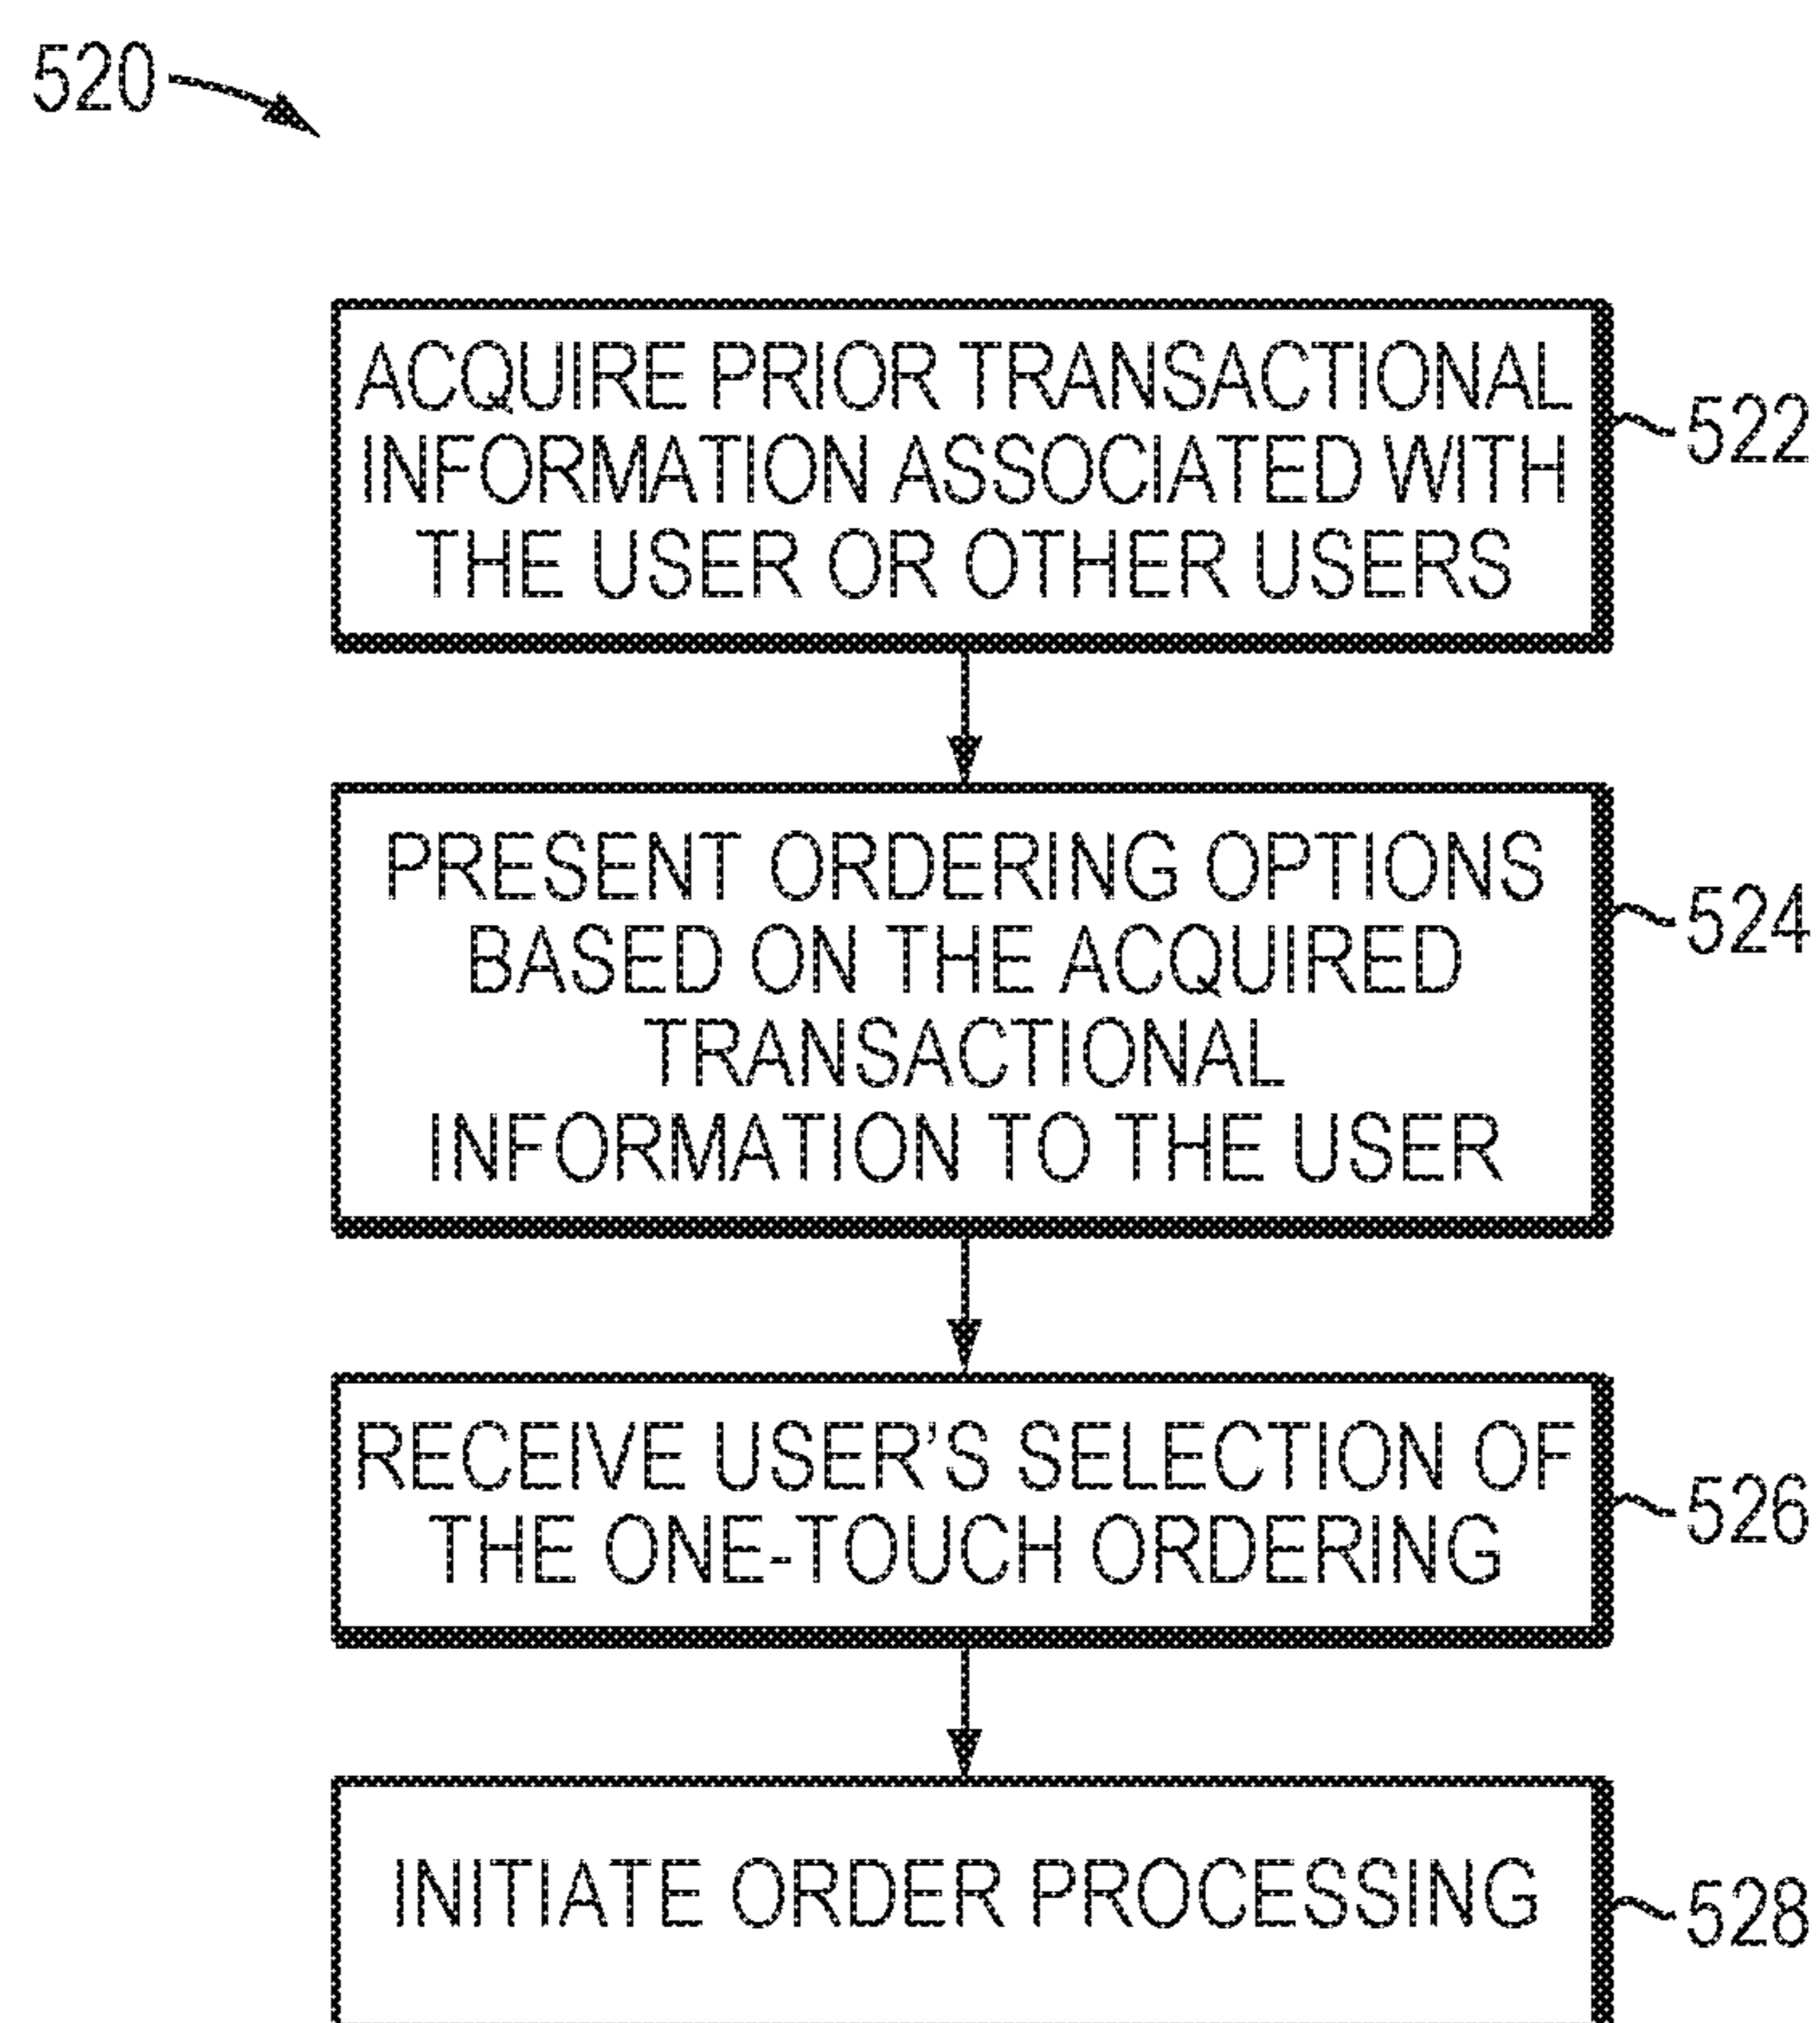 520
ACQUIRE PRIOR TRANSACTIONAL
INFORMATION ASSOCIATED WITH
THE USER OR OTHER USERS
522
PRESENT ORDERING OPTIONS
BASED ON THE ACQUIRED
TRANSACTIONAL
INFORMATION TO THE USER
524
RECEIVE USER’S SELECTION OF
THE ONE-TOUCH ORDERING
526
INITIATE ORDER PROCESSING
528